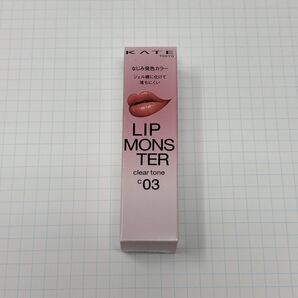 KATE
TOKYO
なじみ発色カラー
ジェル膜に化けて
落ちにくい
LIP
MONS
TER
clear tone
C03